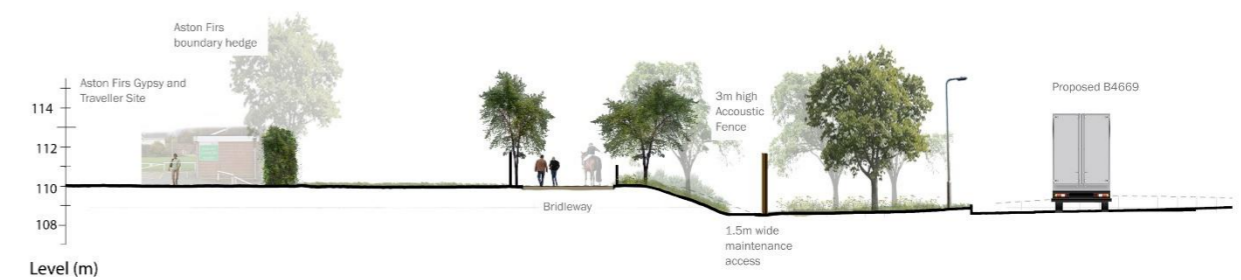 Aston Firs
boundary hedge
Aston Firs Gypsy and
Traveller Site
3m high
Accoustic
Fence
Proposed B4669
114
112
110
108
Bridleway
1.5m wide
maintenance
access
Level (m)